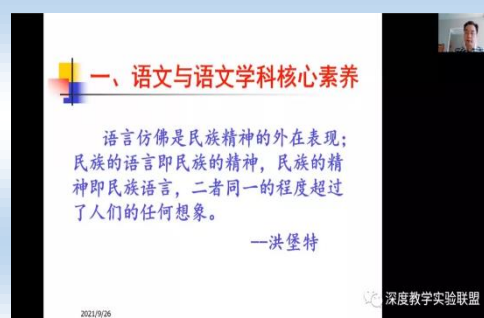 一、语文与语文学科核心素养
语言仿佛是民族精神的外在表现；
民族的语言即民族的精神，民族的精
神即民族语言，二者同一的程度超过
了人们的任何想象。
--洪堡特
2021/9/26
深度教学实验联盟